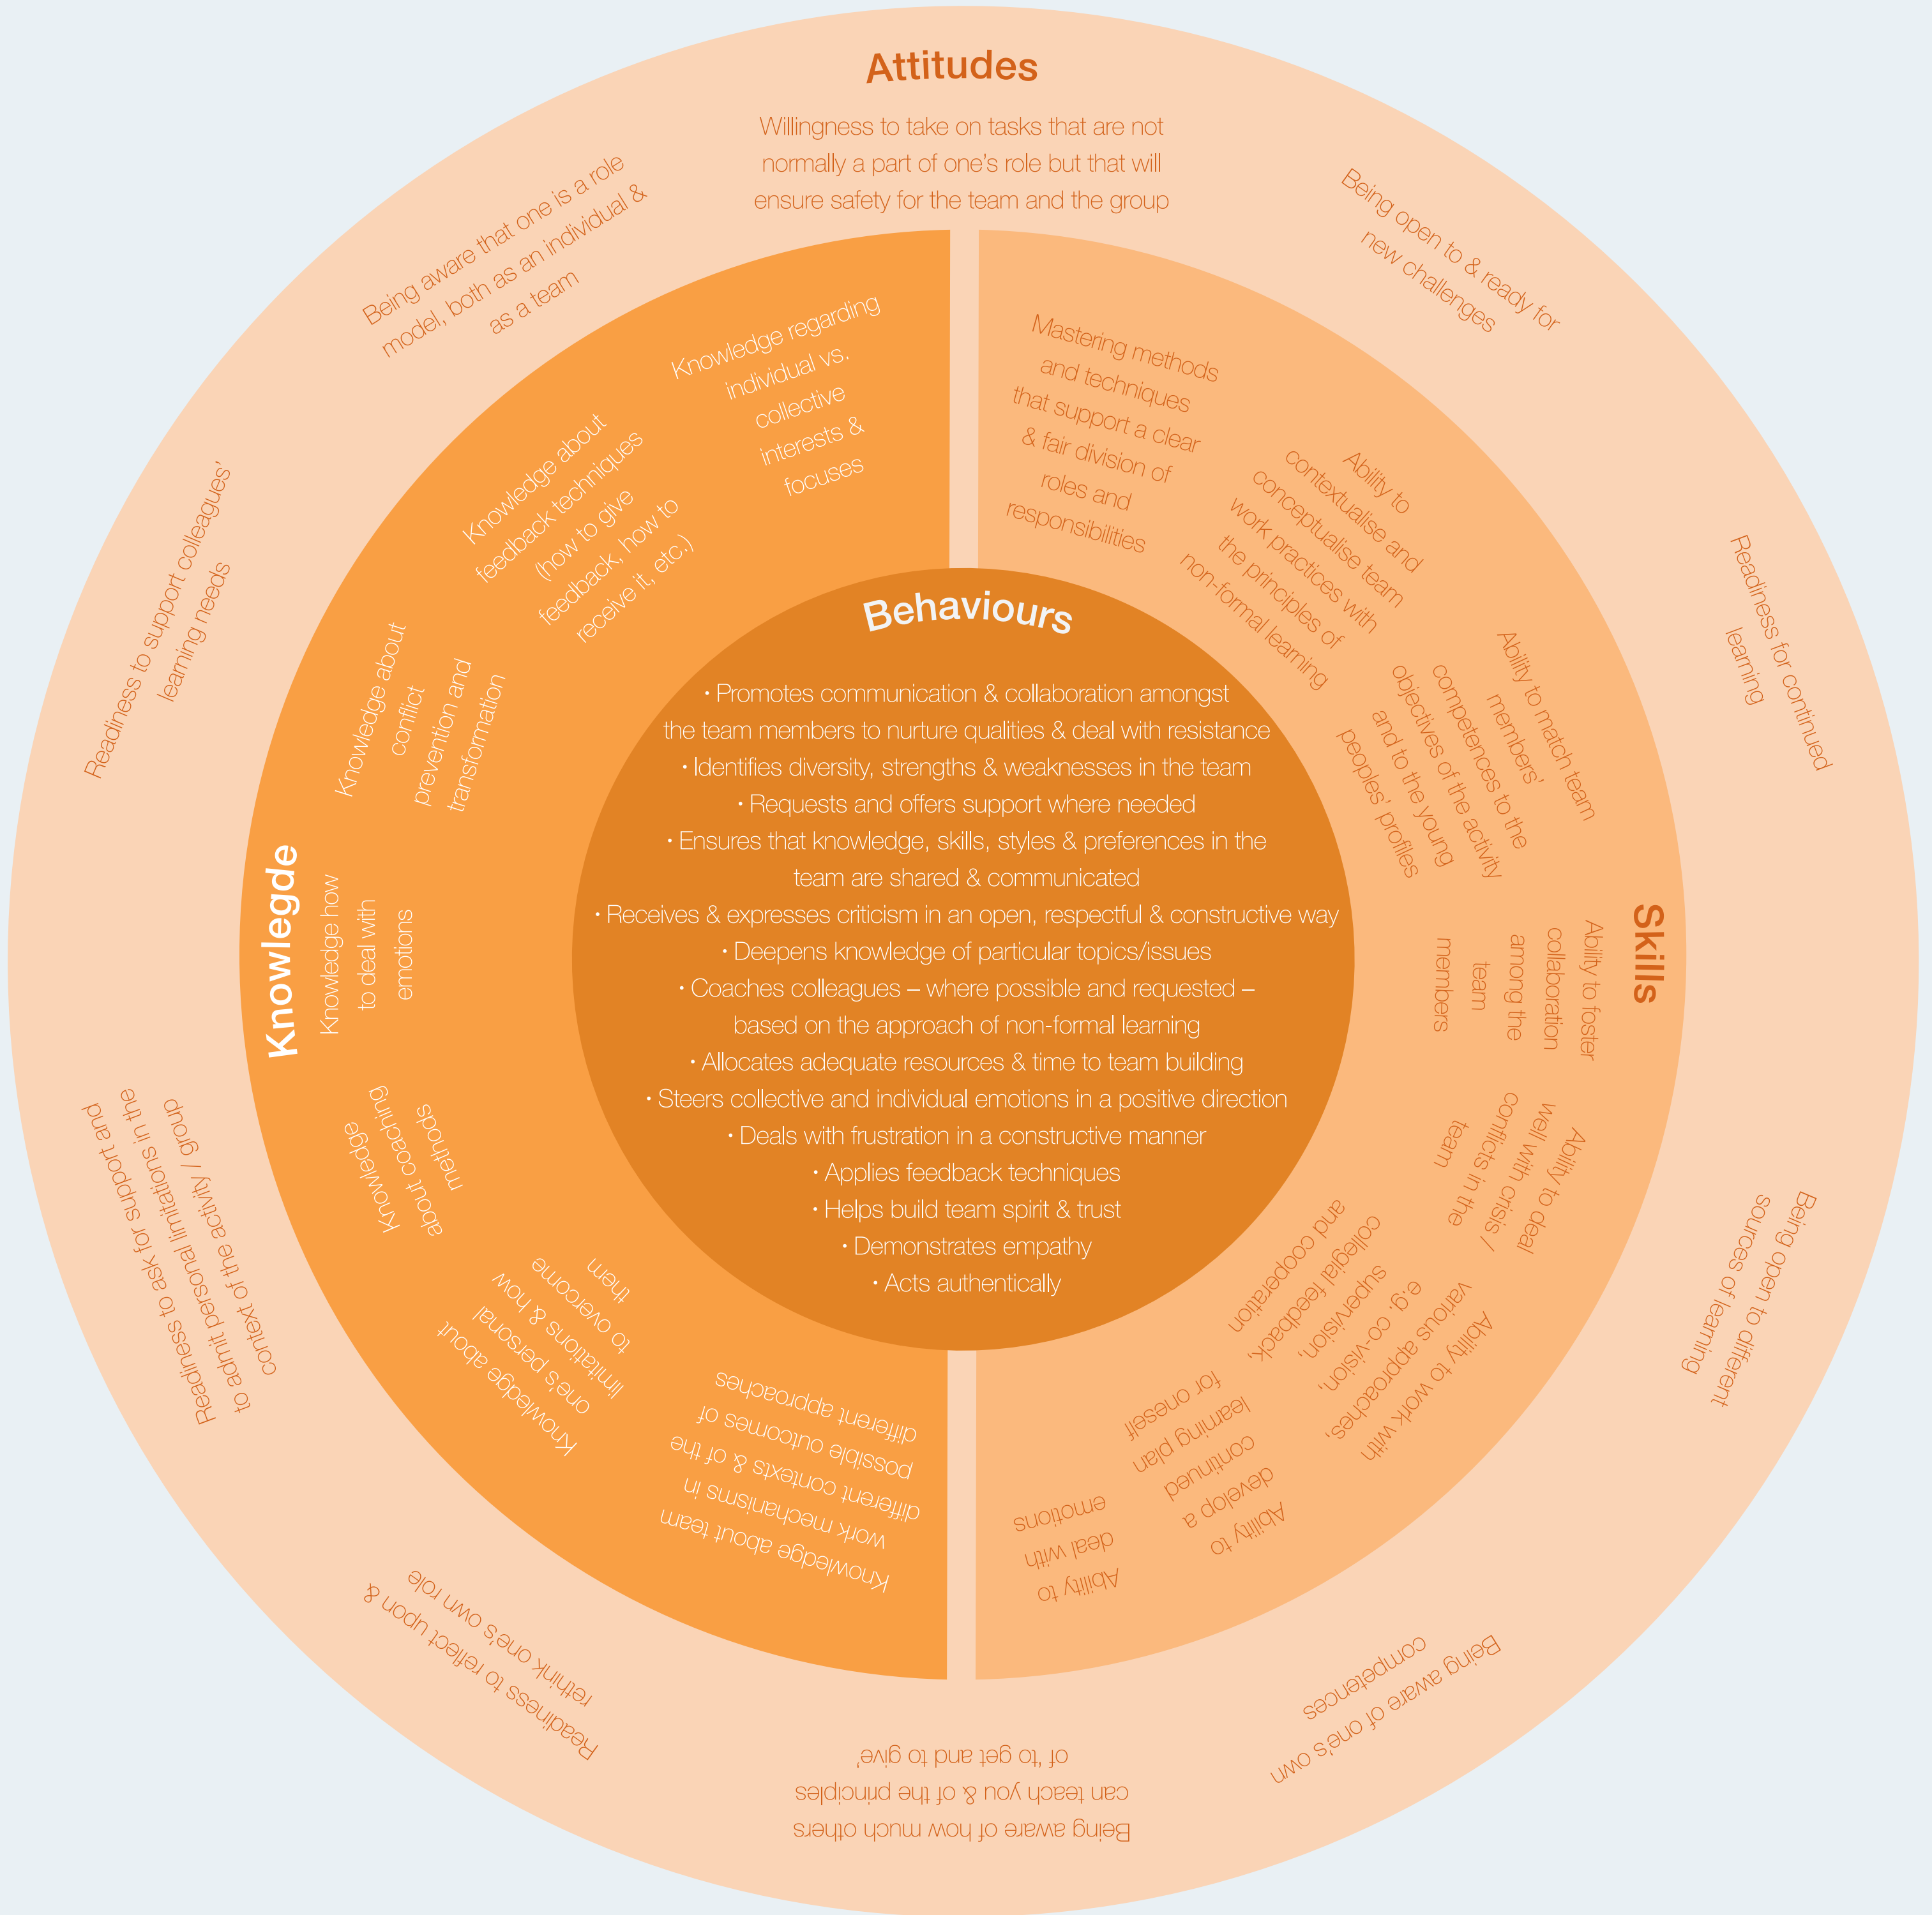 Attitudes
Willingness to take on tasks that are not
normally a part of one's role but that will
ensure safety for the team and the group
Being open to & ready for
new challenges
Readiness for continued
learning
Being open to different
sources of learning
Being aware of one's own
competences
Being aware of how much others
can teach you & of the principles
of 'to get and to give'
Readiness to reflect upon &
rethink one's own role
Readiness to ask for support and
to admit personal limitations in the
context of the activity / group
Readiness to support colleagues'
learning needs
Being aware that one is a role
model, both as an individual &
as a team
Knowlegde
Knowledge regarding
individual vs.
collective
interests &
focuses
Knowledge about
feedback techniques
(how to give
feedback, how to
receive it, etc.)
Knowledge about
conflict
prevention and
transformation
Knowledge how
to deal with
emotions
Knowledge
about coaching
methods
Knowledge about
one's personal
limitations & how
to overcome
them
Knowledge about team
work mechanisms in
different contexts & of the
possible outcomes of
different approaches
Skills
Mastering methods
and techniques
that support a clear
& fair division of
roles and
responsibilities
Ability to
contextualise and
conceptualise team
work practices with
the principles of
non-formal learning
Ability to match team
members'
competences to the
objectives of the activity
and to the young
peoples' profiles
Ability to foster
collaboration
among the
team
members
Ability to deal
well with crisis /
conflicts in the
team
Ability to work with
various approaches,
e.g. co-vision,
supervision,
collegial feedback,
and cooperation
Ability to
develop a
continued
learning plan
for oneself
Ability to
deal with
emotions
Behaviours
• Promotes communication & collaboration amongst
the team members to nurture qualities & deal with resistance
• Identifies diversity, strengths & weaknesses in the team
• Requests and offers support where needed
• Ensures that knowledge, skills, styles & preferences in the
team are shared & communicated
• Receives & expresses criticism in an open, respectful & constructive way
• Deepens knowledge of particular topics/issues
• Coaches colleagues – where possible and requested –
based on the approach of non-formal learning
• Allocates adequate resources & time to team building
• Steers collective and individual emotions in a positive direction
• Deals with frustration in a constructive manner
• Applies feedback techniques
• Helps build team spirit & trust
• Demonstrates empathy
• Acts authentically